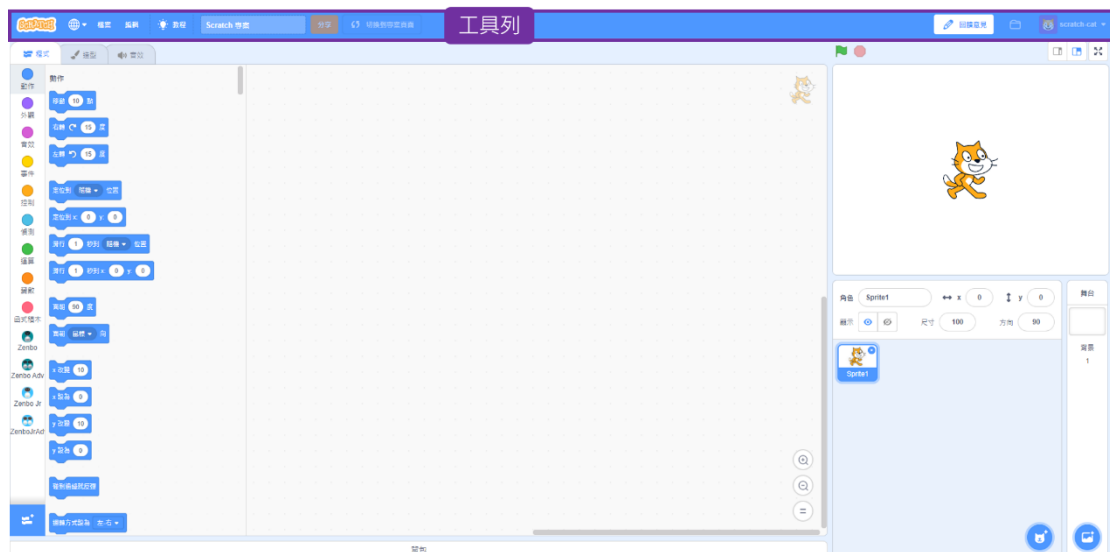 SCRATCH 檔案 編輯 教程 Scratch 專案 分享 切換到專案頁面 工具列 回饋意見 scratch-cat
程式 造型 音效
動作
外觀
音效
事件
控制
偵測
運算
變數
函式積木
Zenbo
Zenbo Adv
Zenbo Jr
ZenboJrAd
動作
移動 10 點
右轉 15 度
左轉 15 度
定位到 隨機 位置
定位到 x: 0 y: 0
滑行 1 秒到 隨機 位置
滑行 1 秒到 x: 0 y: 0
面朝 90 度
面朝 鼠標 向
x 改變 10
x 設為 0
y 改變 10
y 設為 0
碰到邊緣就反彈
迴轉方式設為 左-右
背包
角色 Sprite1 x 0 y 0
顯示 尺寸 100 方向 90
Sprite1
舞台
背景
1